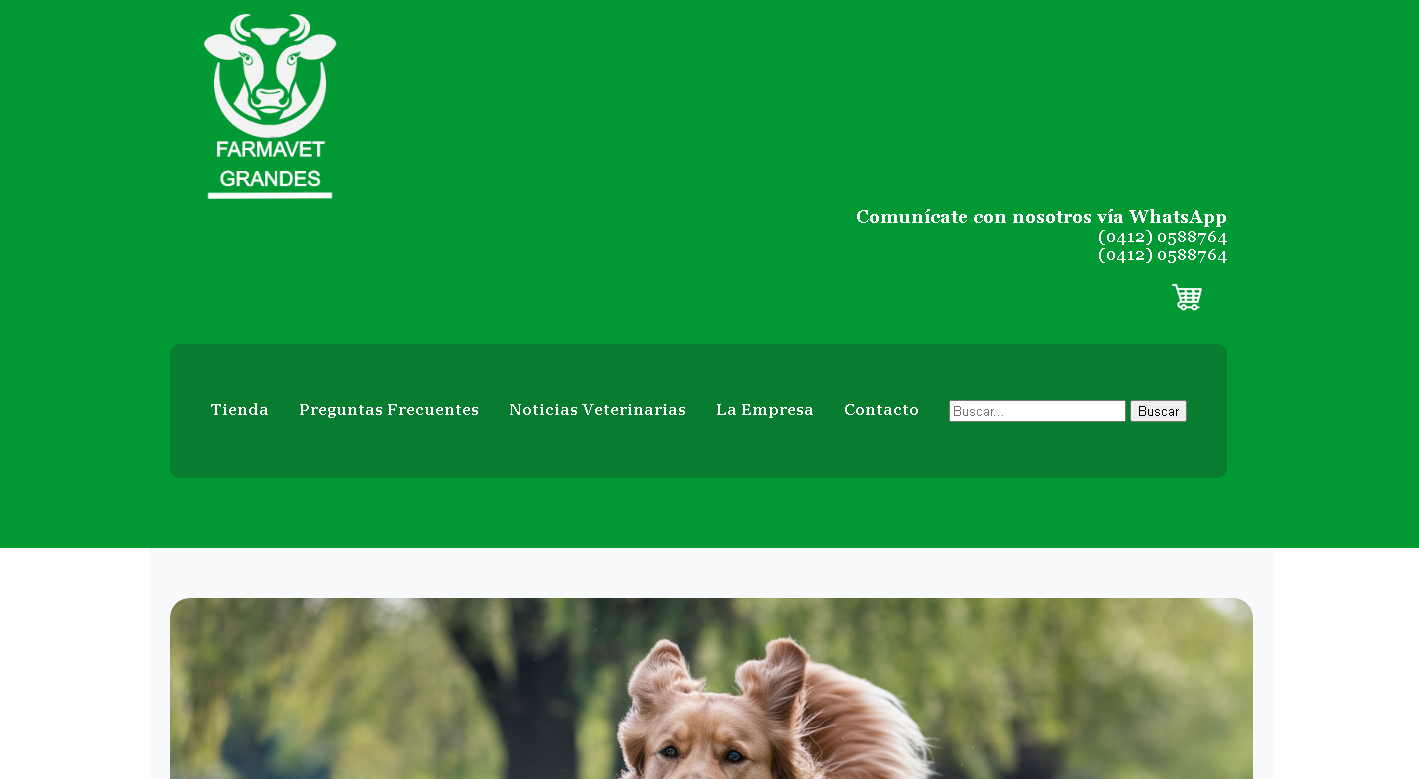 FARMAVET
GRANDES
Comunícate con nosotros vía WhatsApp
(0412) 0588764
(0412) 0588764
Tienda Preguntas Frecuentes Noticias Veterinarias La Empresa Contacto Buscar... Buscar